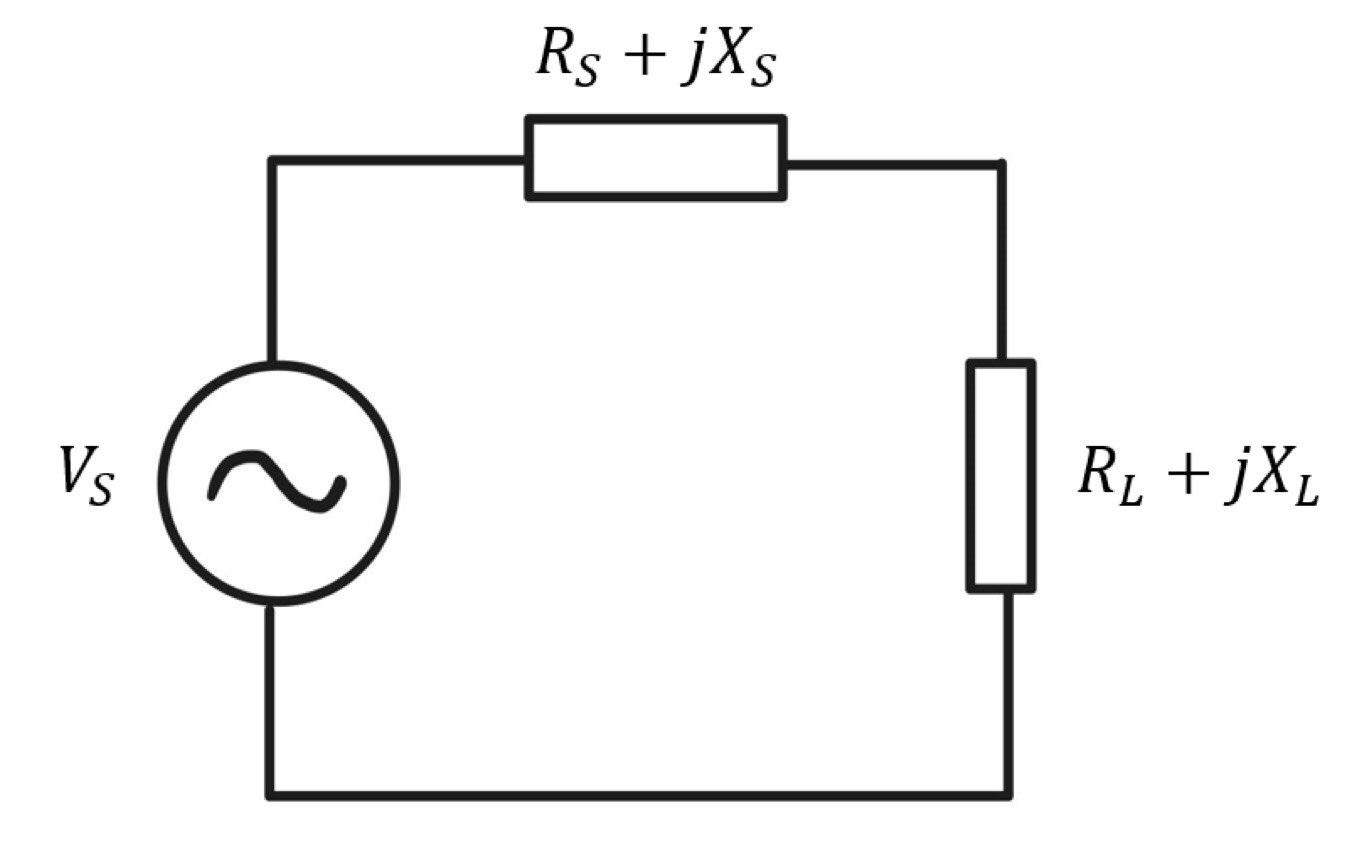 R_S + jX_S
V_S
R_L + jX_L